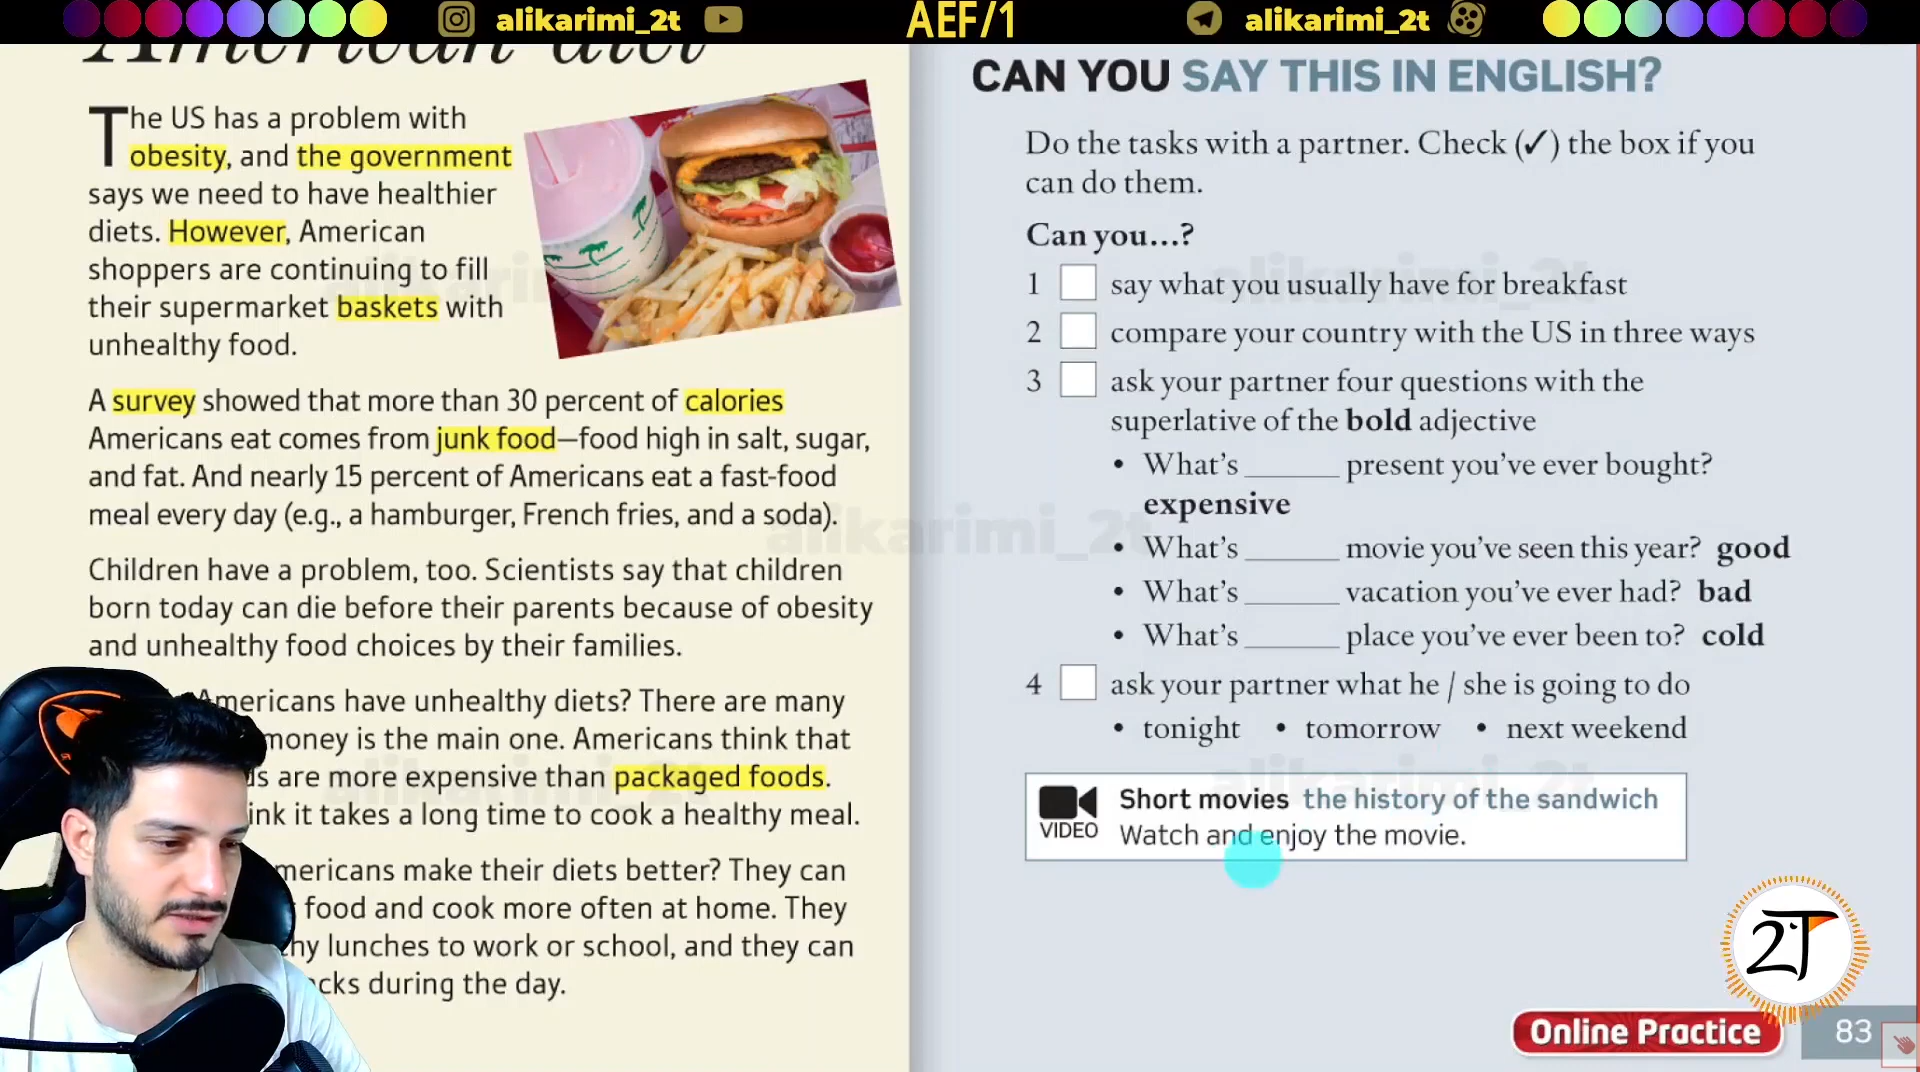 alikarimi_2t
AEF/1
alikarimi_2t
American diet
The US has a problem with
obesity, and the government
says we need to have healthier
diets. However, American
shoppers are continuing to fill
their supermarket baskets with
unhealthy food.
A survey showed that more than 30 percent of calories
Americans eat comes from junk food—food high in salt, sugar,
and fat. And nearly 15 percent of Americans eat a fast-food
meal every day (e.g., a hamburger, French fries, and a soda).
Children have a problem, too. Scientists say that children
born today can die before their parents because of obesity
and unhealthy food choices by their families.
Americans have unhealthy diets? There are many
money is the main one. Americans think that
are more expensive than packaged foods.
it takes a long time to cook a healthy meal.
Americans make their diets better? They can
food and cook more often at home. They
lunches to work or school, and they can
during the day.
CAN YOU SAY THIS IN ENGLISH?
Do the tasks with a partner. Check (✓) the box if you
can do them.
Can you…?
1 say what you usually have for breakfast
2 compare your country with the US in three ways
3 ask your partner four questions with the
superlative of the bold adjective
• What's ______ present you've ever bought?
expensive
• What's ______ movie you've seen this year? good
• What's ______ vacation you've ever had? bad
• What's ______ place you've ever been to? cold
4 ask your partner what he / she is going to do
• tonight • tomorrow • next weekend
VIDEO
Short movies the history of the sandwich
Watch and enjoy the movie.
2T
Online Practice
83
alikarimi_2t
alikarimi_2t
alikarimi_2t
alikarimi_2t